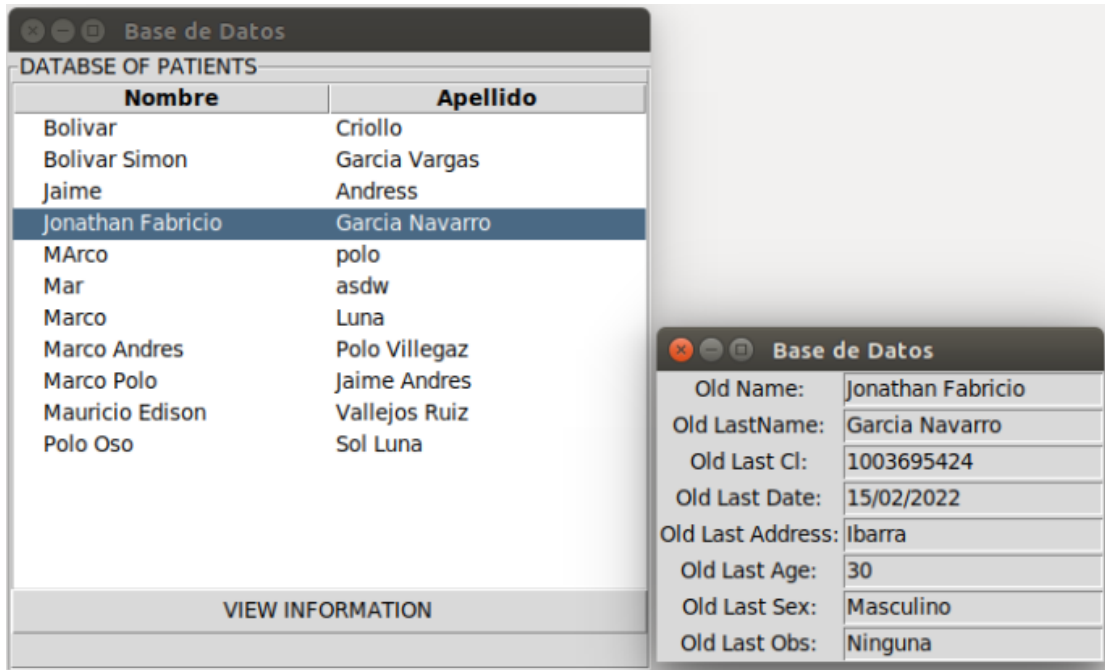 Base de Datos
DATABSE OF PATIENTS
Nombre Apellido
Bolivar Criollo
Bolivar Simon Garcia Vargas
Jaime Andress
Jonathan Fabricio Garcia Navarro
MArco polo
Mar asdw
Marco Luna
Marco Andres Polo Villegaz
Marco Polo Jaime Andres
Mauricio Edison Vallejos Ruiz
Polo Oso Sol Luna
VIEW INFORMATION
Base de Datos
Old Name: Jonathan Fabricio
Old LastName: Garcia Navarro
Old Last CI: 1003695424
Old Last Date: 15/02/2022
Old Last Address: Ibarra
Old Last Age: 30
Old Last Sex: Masculino
Old Last Obs: Ninguna